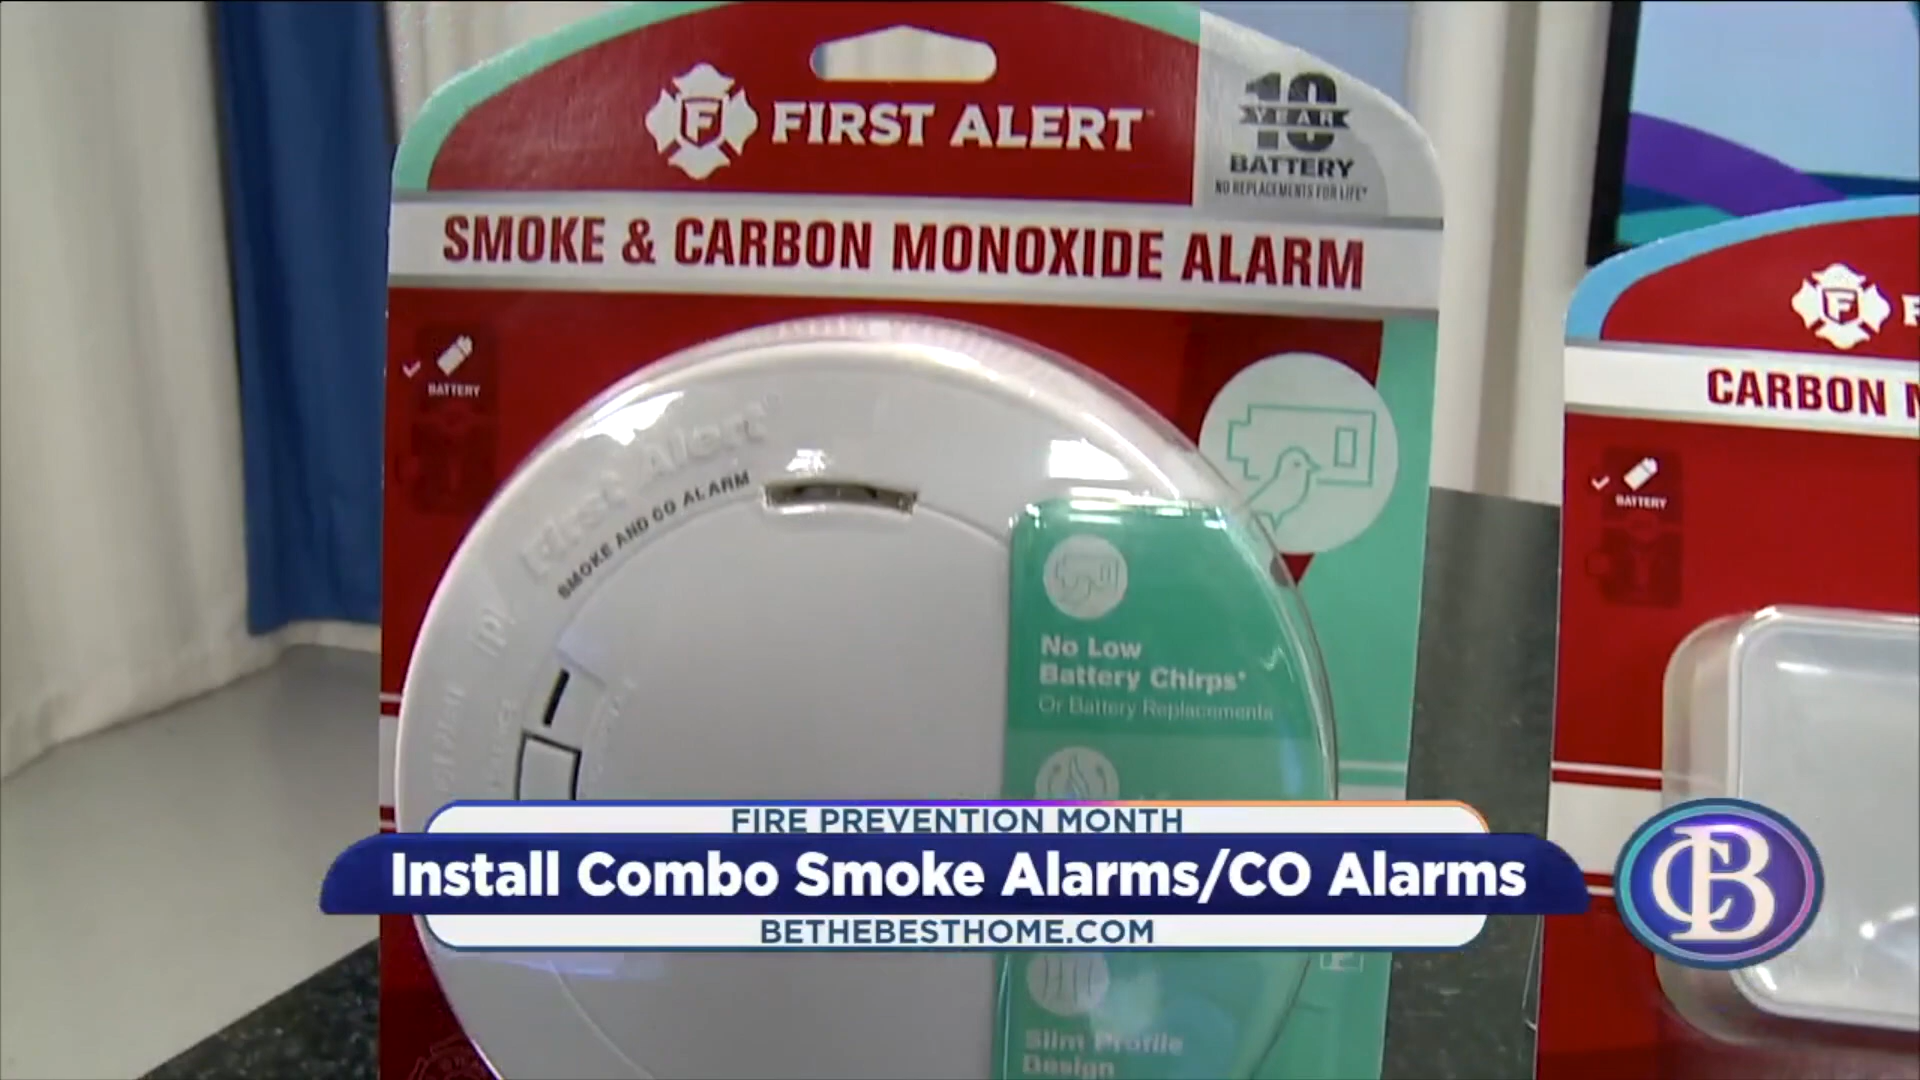 FIRST ALERT™
10
YEAR
BATTERY
NO REPLACEMENTS FOR LIFE*
SMOKE & CARBON MONOXIDE ALARM
BATTERY
First Alert®
SMOKE AND CO ALARM
No Low
Battery Chirps*
Or Battery Replacements
Slim Profile
Design
F
CARBON
BATTERY
FIRE PREVENTION MONTH
Install Combo Smoke Alarms/CO Alarms
BETHEBESTHOME.COM
CB